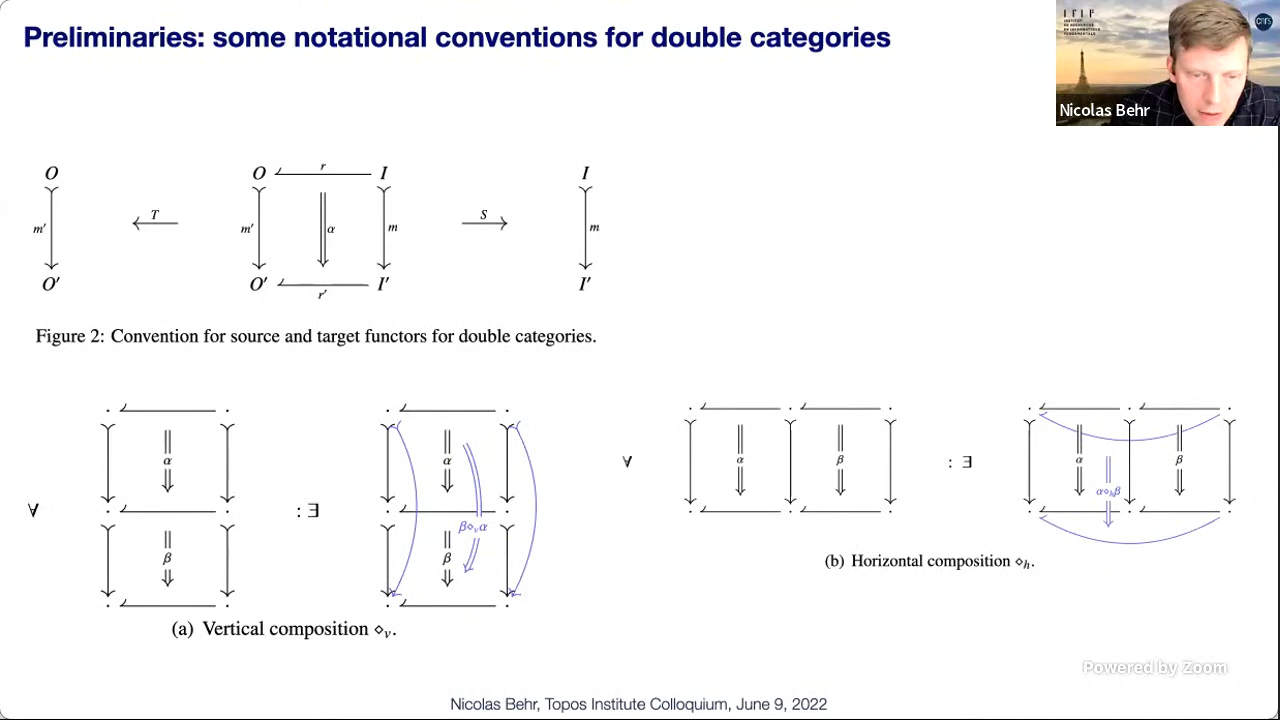 Preliminaries: some notational conventions for double categories
Nicolas Behr
O O r I I
m' T m' α m S m
O' O' r' I' I'
Figure 2: Convention for source and target functors for double categories.
∀ α β : ∃ α β⋄ᵥα β
(a) Vertical composition ⋄ᵥ.
∀ α β : ∃ α α⋄ₕβ β
(b) Horizontal composition ⋄ₕ.
Powered by Zoom
Nicolas Behr, Topos Institute Colloquium, June 9, 2022